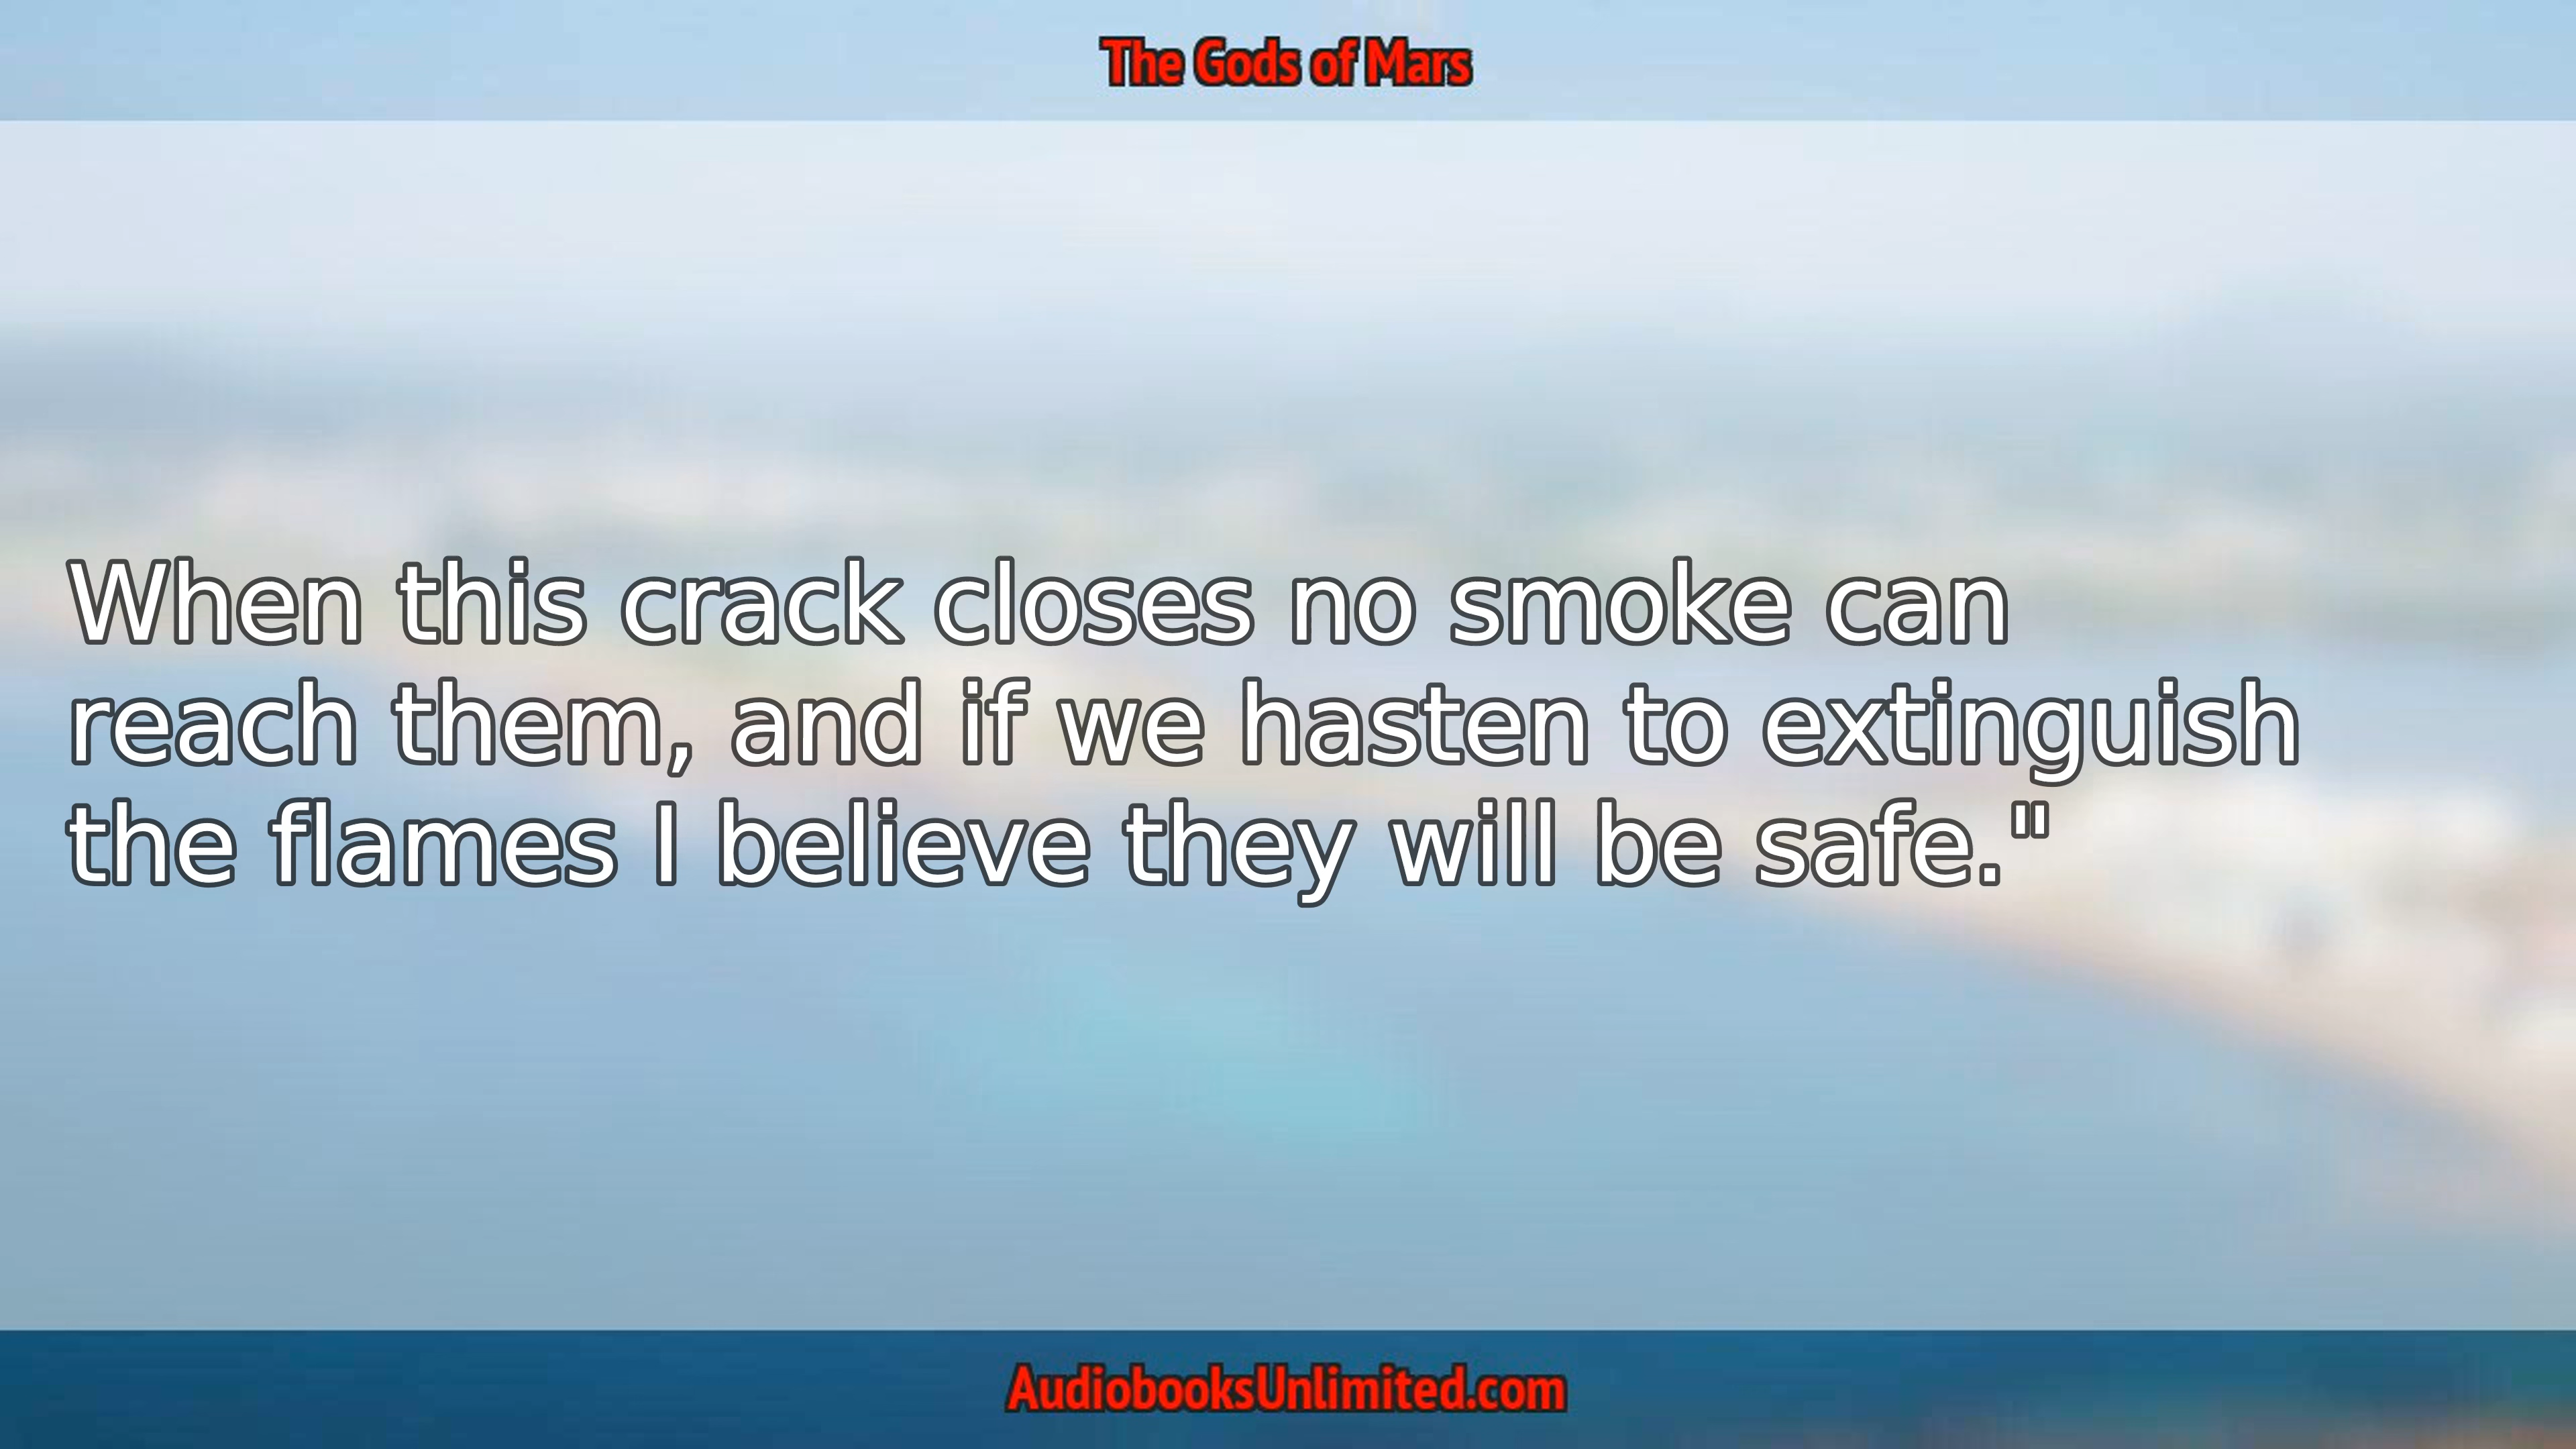 The Gods of Mars
When this crack closes no smoke can
reach them, and if we hasten to extinguish
the flames I believe they will be safe."
AudiobooksUnlimited.com